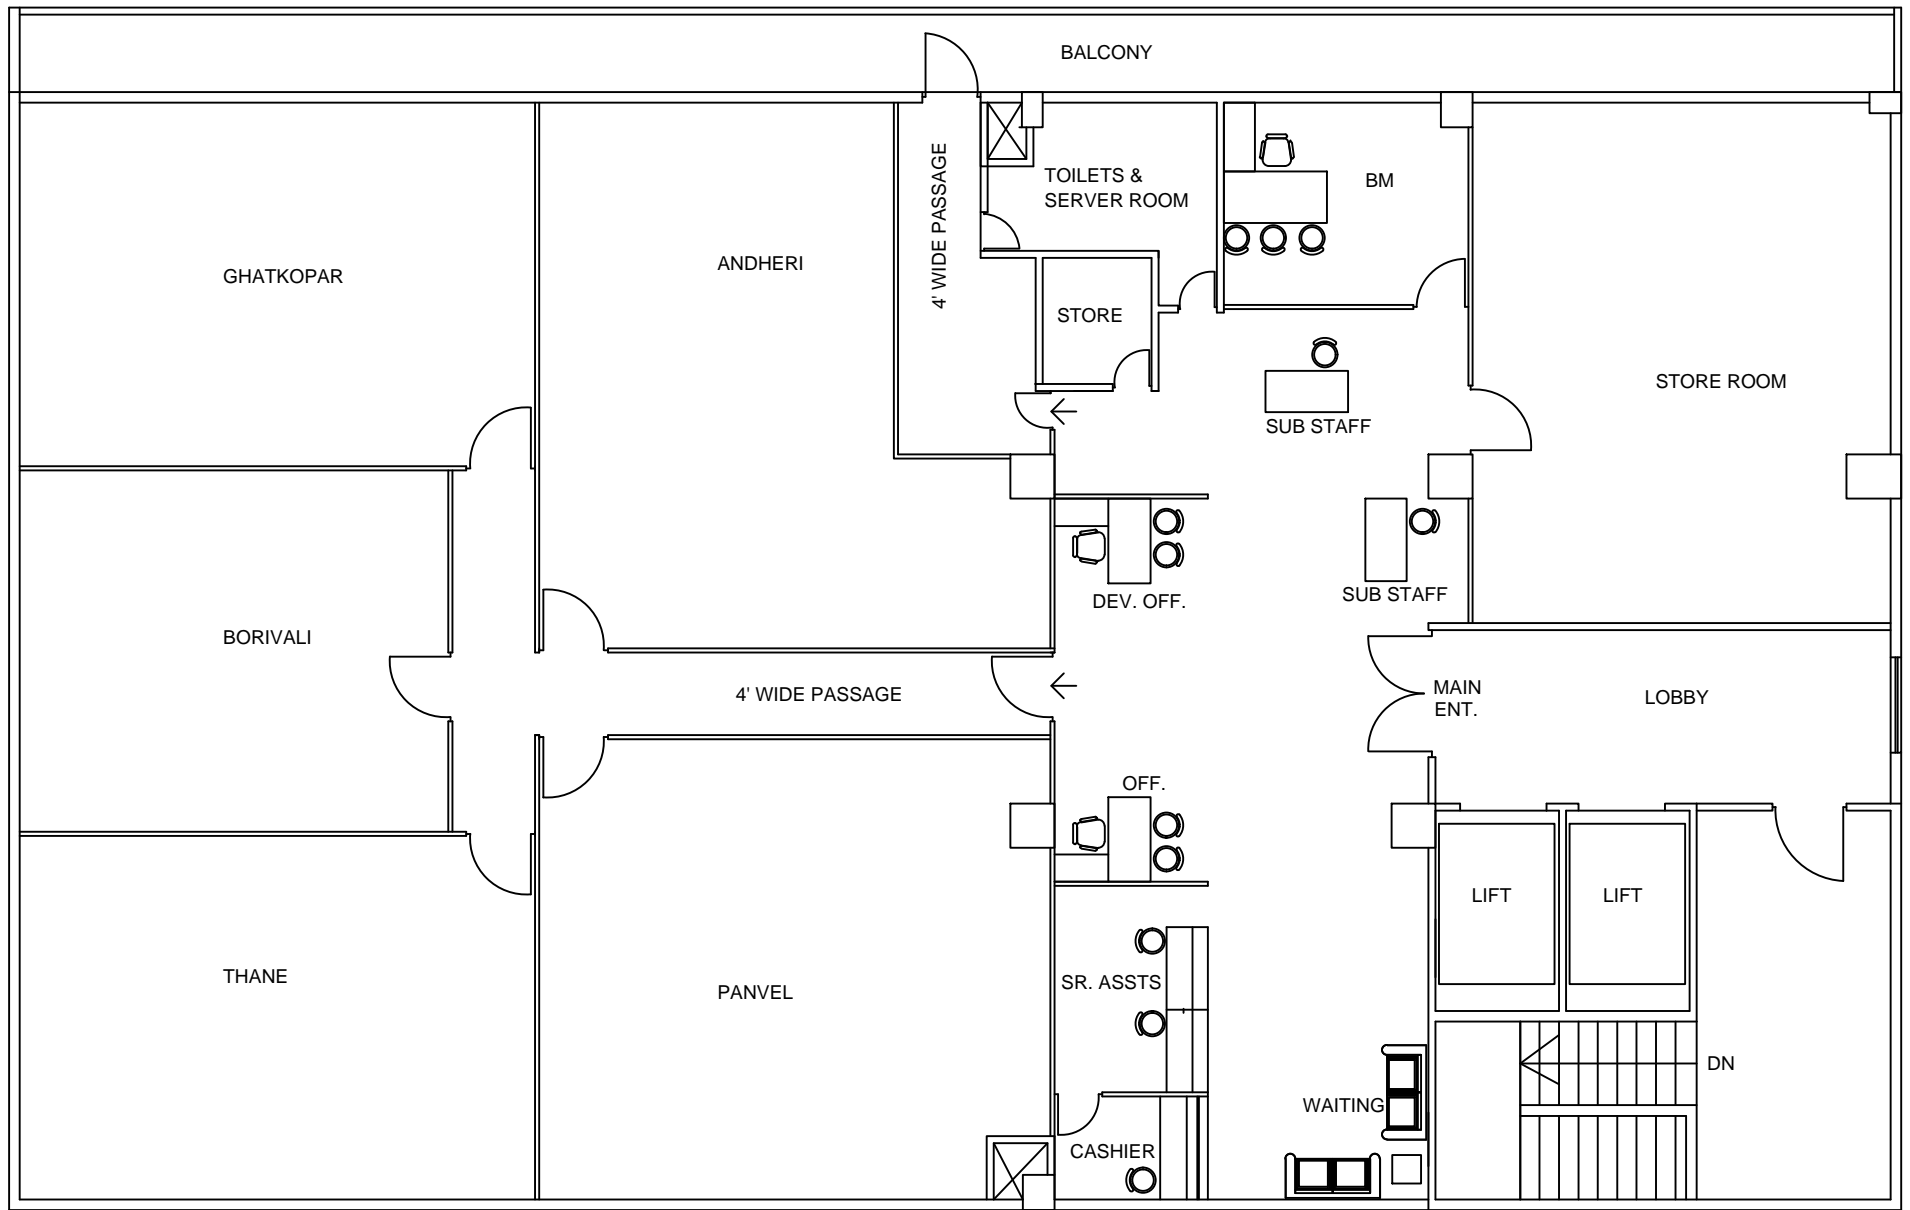 BALCONY
4' WIDE PASSAGE
TOILETS &
SERVER ROOM
BM
GHATKOPAR
ANDHERI
STORE
STORE ROOM
SUB STAFF
DEV. OFF.
SUB STAFF
BORIVALI
4' WIDE PASSAGE
MAIN
ENT.
LOBBY
OFF.
LIFT
LIFT
THANE
PANVEL
SR. ASSTS
DN
WAITING
CASHIER